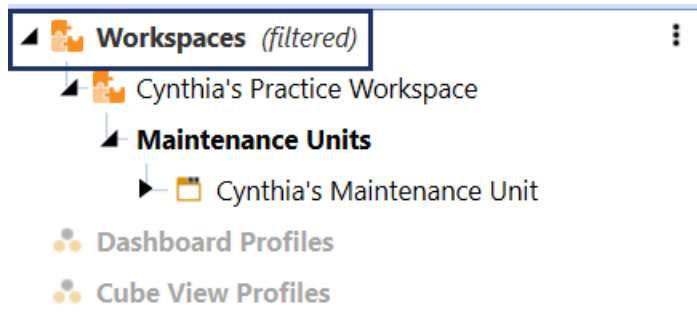 Workspaces (filtered)
Cynthia's Practice Workspace
Maintenance Units
Cynthia's Maintenance Unit
Dashboard Profiles
Cube View Profiles